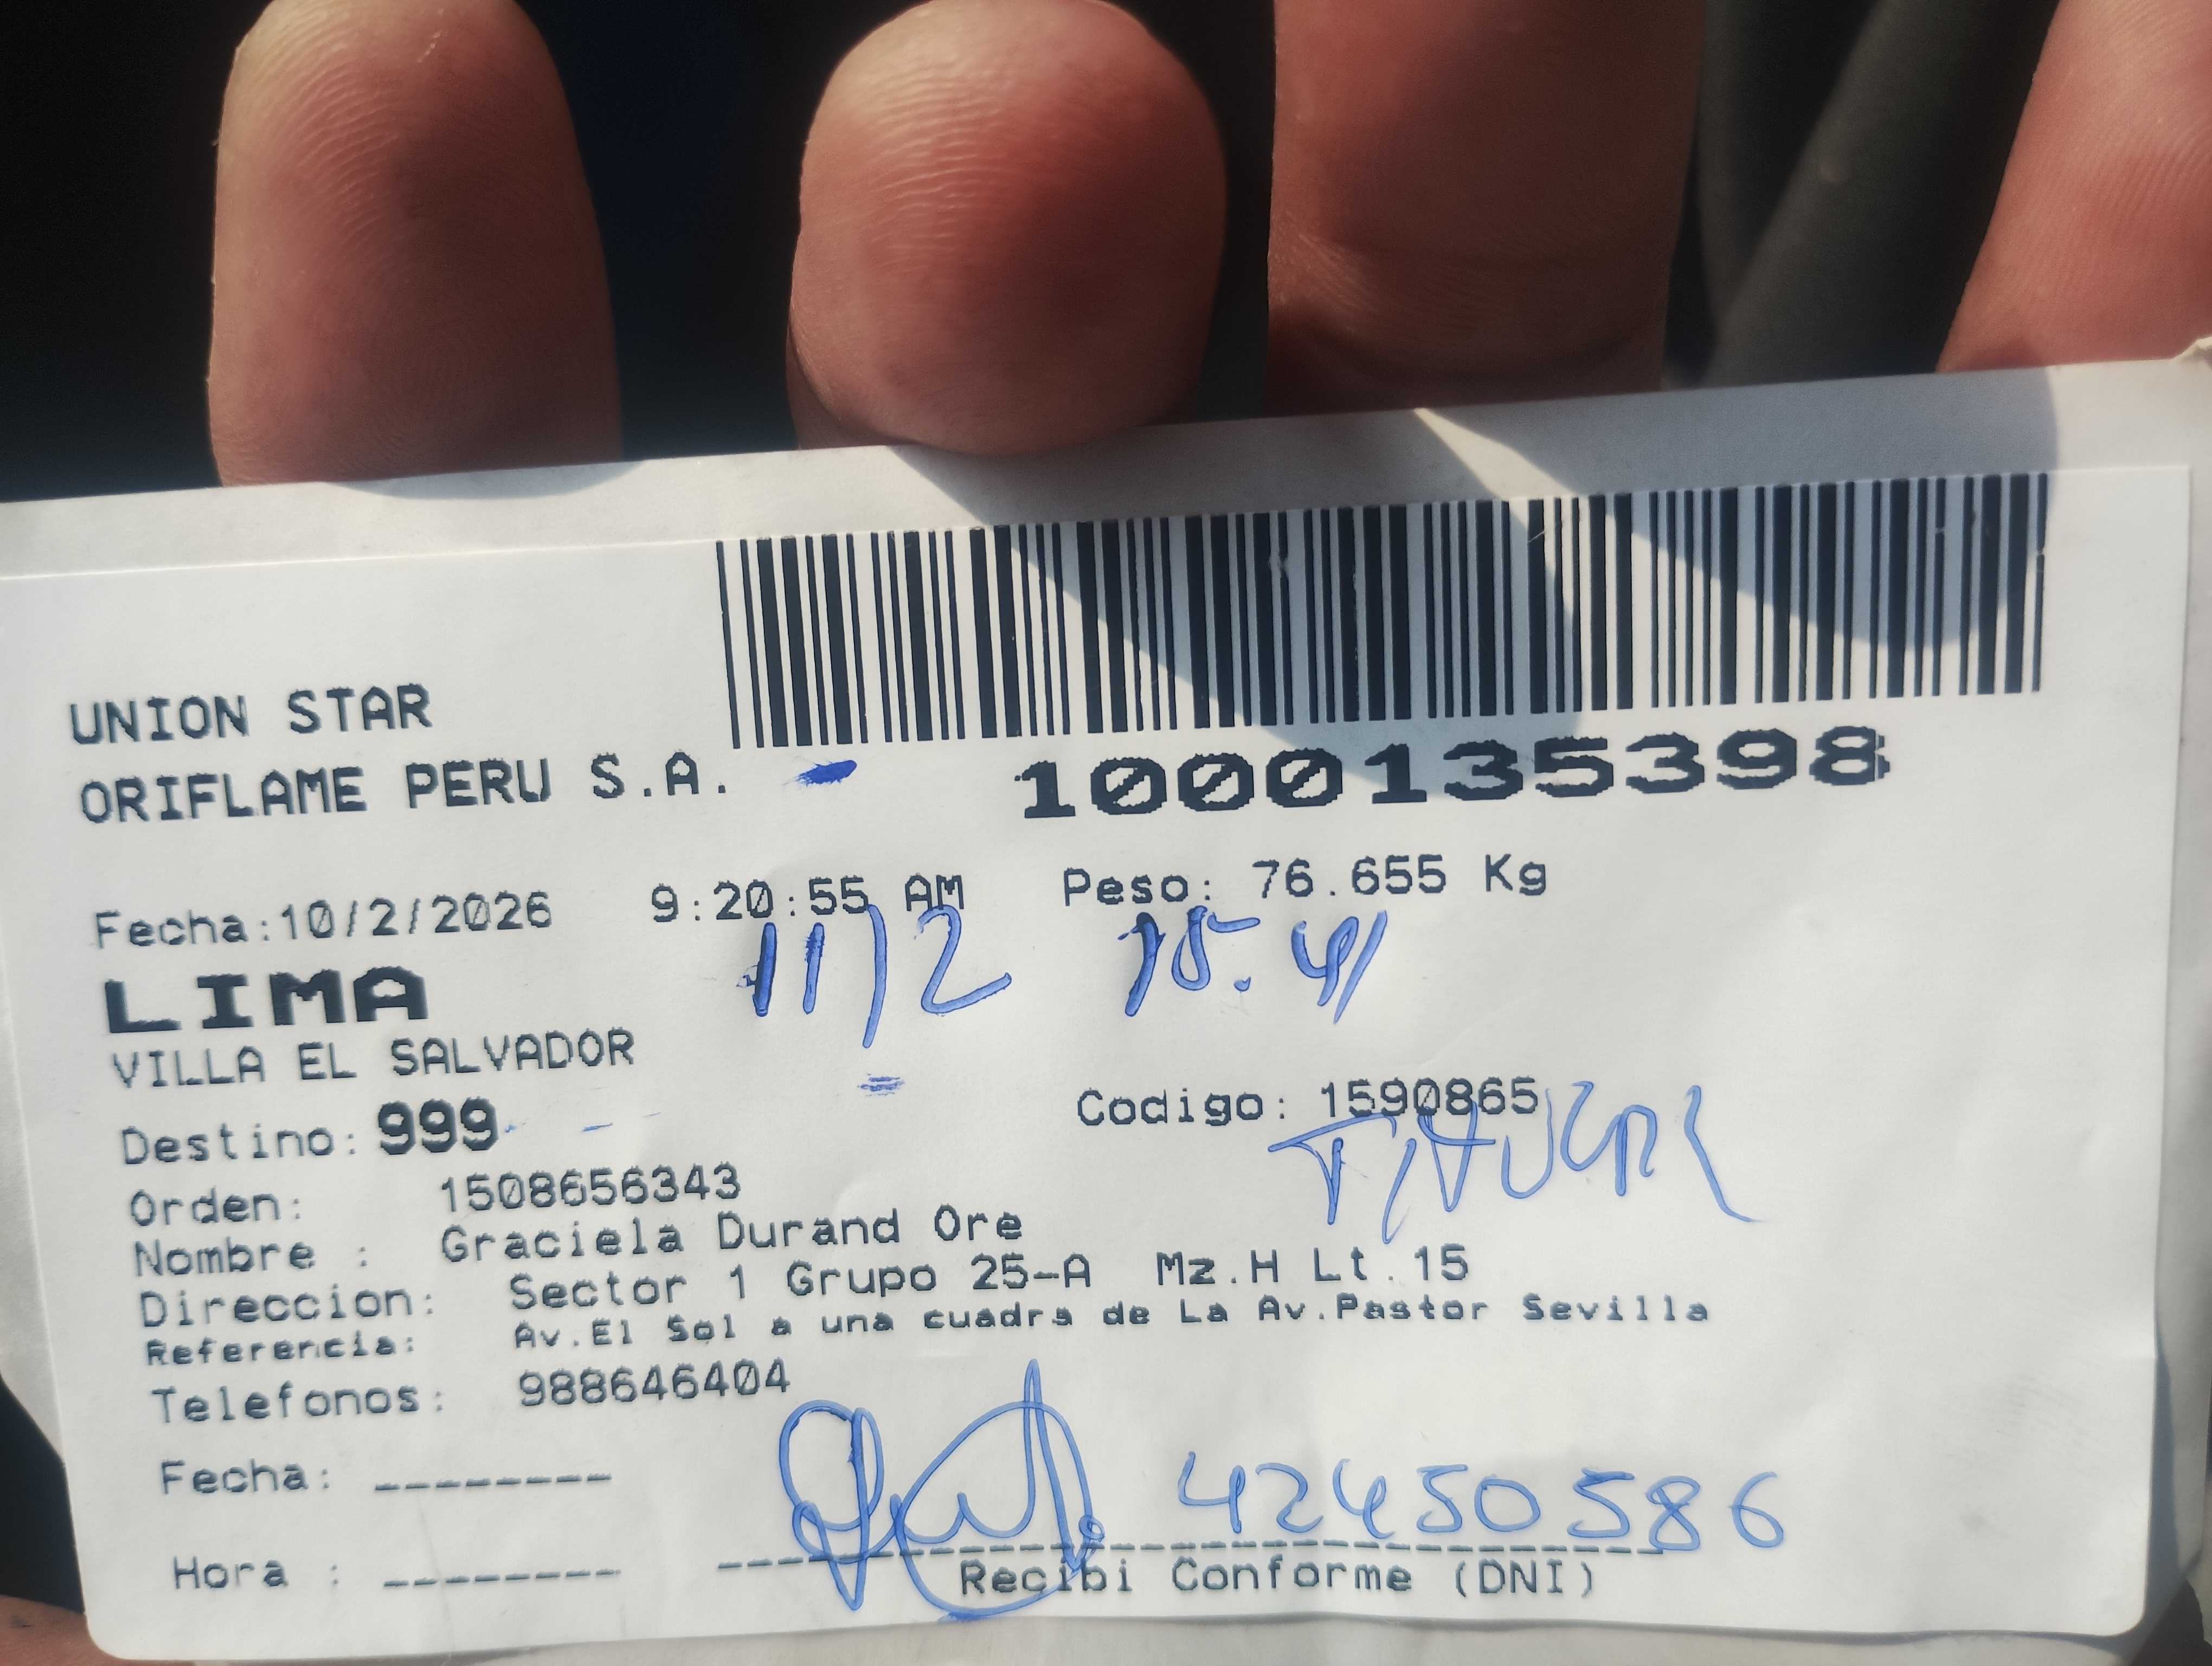 UNION STAR
ORIFLAME PERU S.A.
1000135398
Fecha:10/2/2026 9:20:55 AM Peso: 76.655 Kg
11/2 15.41
LIMA
VILLA EL SALVADOR
Destino: 999 Codigo: 1590865
Orden: 1508656343
Nombre : Graciela Durand Ore
Direccion: Sector 1 Grupo 25-A Mz.H Lt.15
Referencia: Av.El Sol a una cuadra de La Av.Pastor Sevilla
Telefonos: 988646404
Fecha: --------
42450586
Hora : --------
Recibi Conforme (DNI)